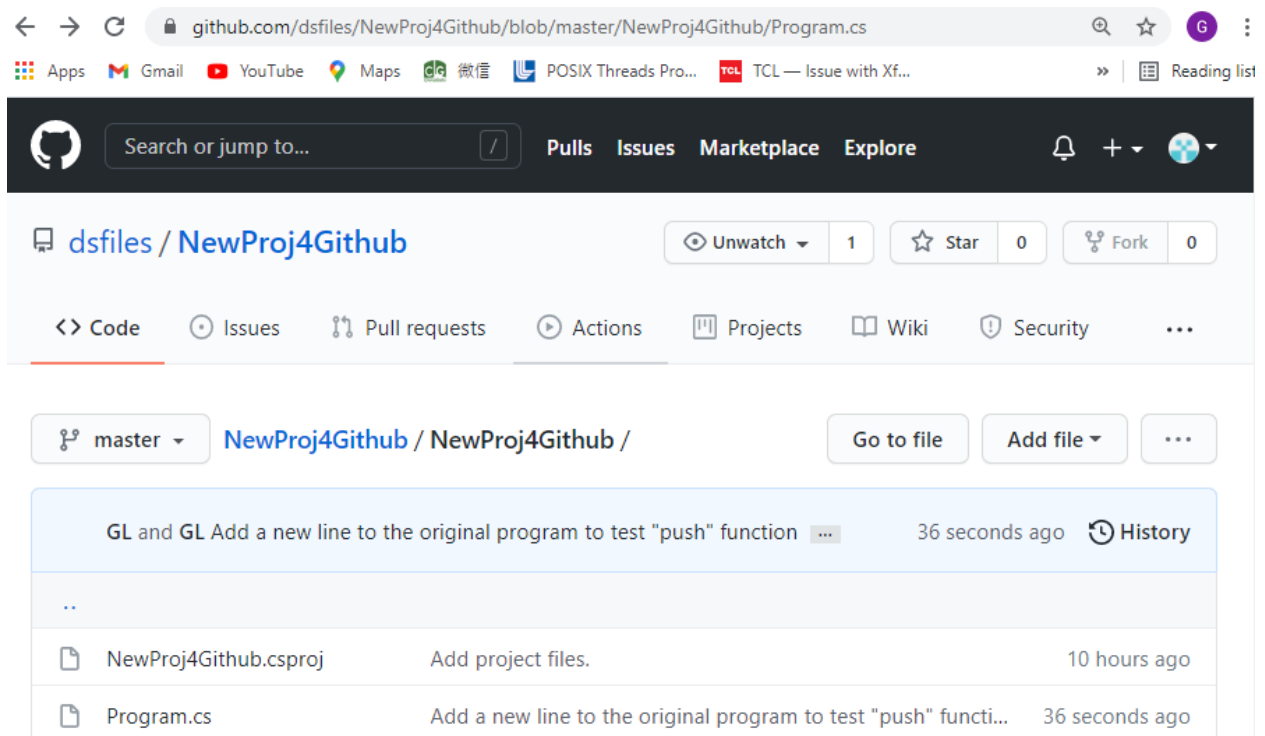 github.com/dsfiles/NewProj4Github/blob/master/NewProj4Github/Program.cs G
Apps Gmail YouTube Maps CG 微信 POSIX Threads Pro... TCL TCL — Issue with Xf... » Reading list
Search or jump to... / Pulls Issues Marketplace Explore
dsfiles / NewProj4Github Unwatch 1 Star 0 Fork 0
Code Issues Pull requests Actions Projects Wiki Security ...
master NewProj4Github / NewProj4Github / Go to file Add file ...
GL and GL Add a new line to the original program to test "push" function ... 36 seconds ago History
..
NewProj4Github.csproj Add project files. 10 hours ago
Program.cs Add a new line to the original program to test "push" functi... 36 seconds ago